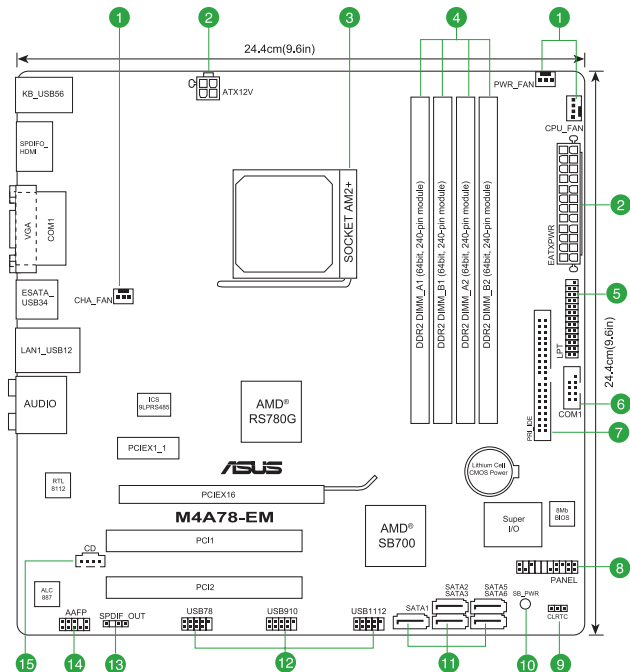 1
2
3
4
1
24.4cm(9.6in)
KB_USB56
ATX12V
PWR_FAN
CPU_FAN
SPDIFO_
HDMI
VGA
COM1
SOCKET AM2+
DDR2 DIMM_A1 (64bit, 240-pin module)
DDR2 DIMM_B1 (64bit, 240-pin module)
DDR2 DIMM_A2 (64bit, 240-pin module)
DDR2 DIMM_B2 (64bit, 240-pin module)
EATXPWR
2
ESATA_
USB34
CHA_FAN
5
LPT
24.4cm(9.6in)
LAN1_USB12
AUDIO
ICS
9LPRS485
AMD®
RS780G
PRI_IDE
COM1
6
7
PCIEX1_1
ASUS
Lithium Cell
CMOS Power
RTL
8112
PCIEX16
M4A78-EM
AMD®
SB700
Super
I/O
8Mb
BIOS
CD
PCI1
15
8
PANEL
ALC
887
PCI2
SATA2
SATA3
SATA5
SATA6
SB_PWR
AAFP
SPDIF_OUT
USB78
USB910
USB1112
SATA1
CLRTC
14
13
12
11
10
9